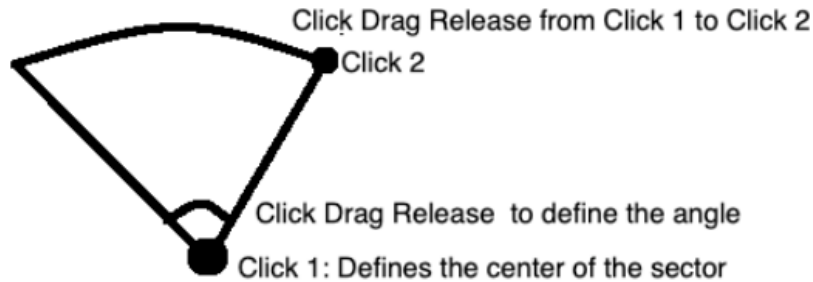 Click Drag Release from Click 1 to Click 2
Click 2
Click Drag Release to define the angle
Click 1: Defines the center of the sector